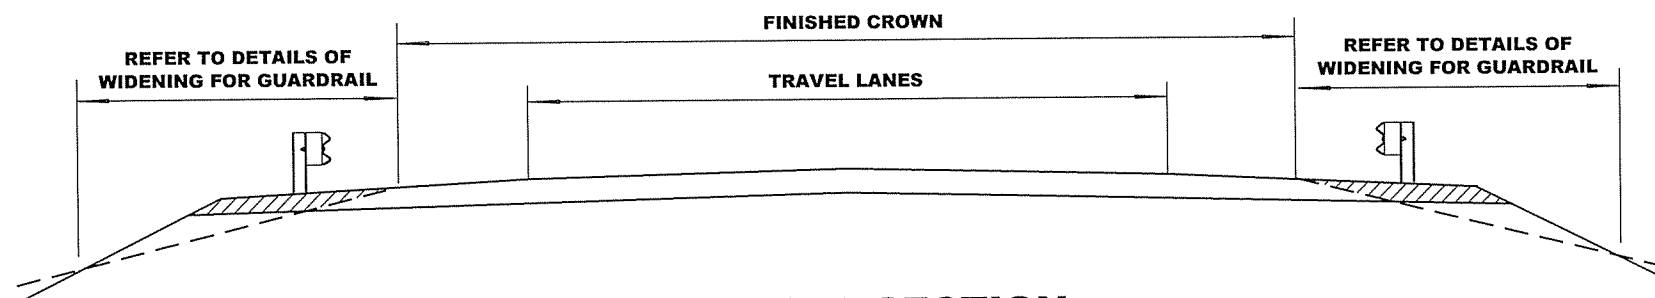 FINISHED CROWN
REFER TO DETAILS OF
WIDENING FOR GUARDRAIL
REFER TO DETAILS OF
WIDENING FOR GUARDRAIL
TRAVEL LANES